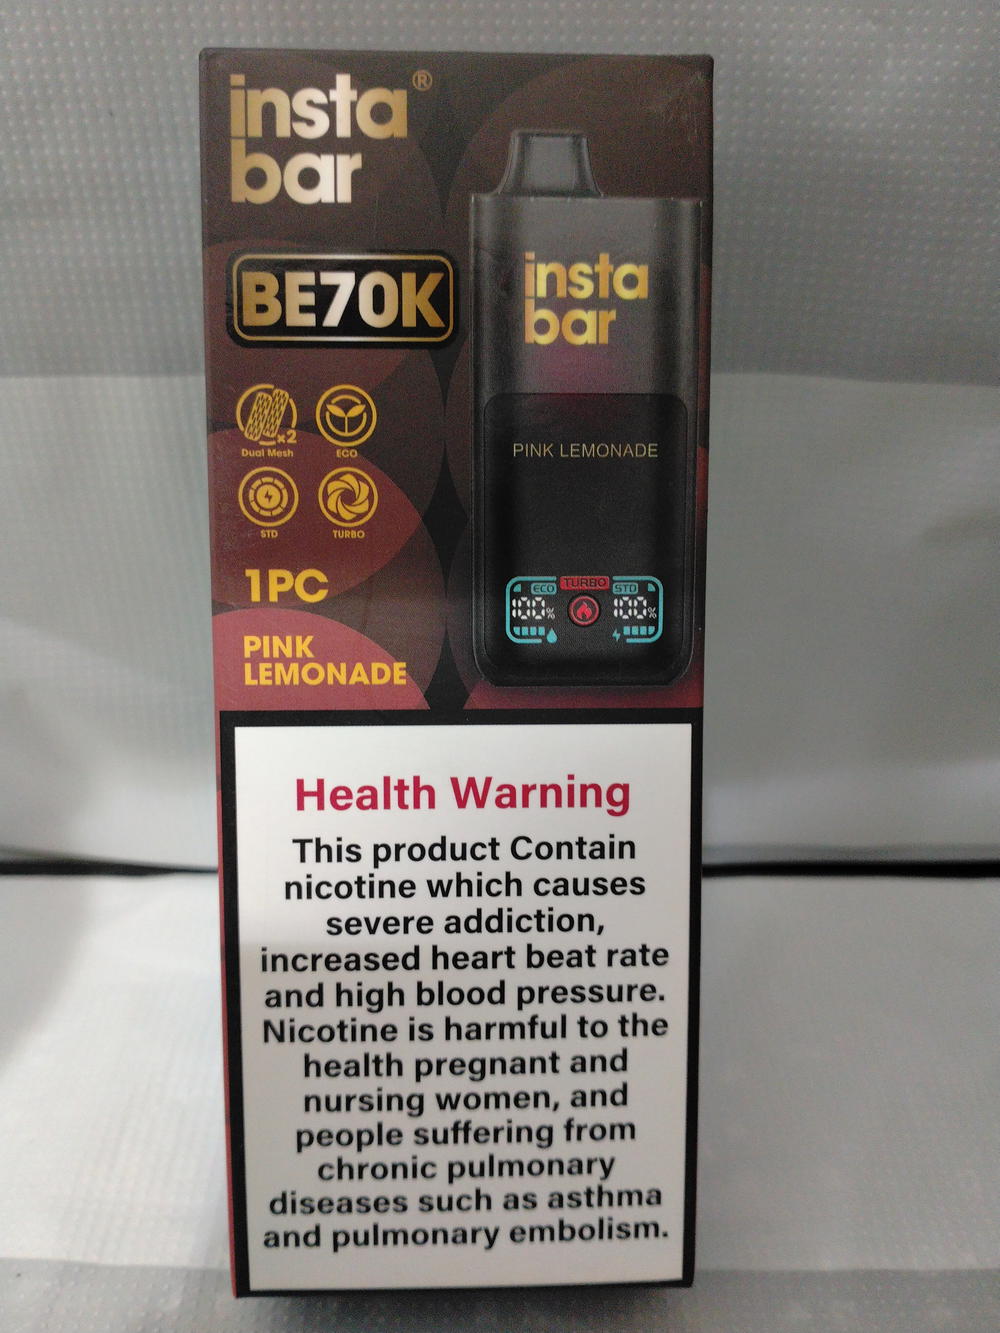 insta®
bar
BE70K
x2
Dual Mesh
ECO
STD
TURBO
1PC
PINK
LEMONADE
insta
bar
PINK LEMONADE
ECO TURBO STD
100% 100%
Health Warning
This product Contain
nicotine which causes
severe addiction,
increased heart beat rate
and high blood pressure.
Nicotine is harmful to the
health pregnant and
nursing women, and
people suffering from
chronic pulmonary
diseases such as asthma
and pulmonary embolism.